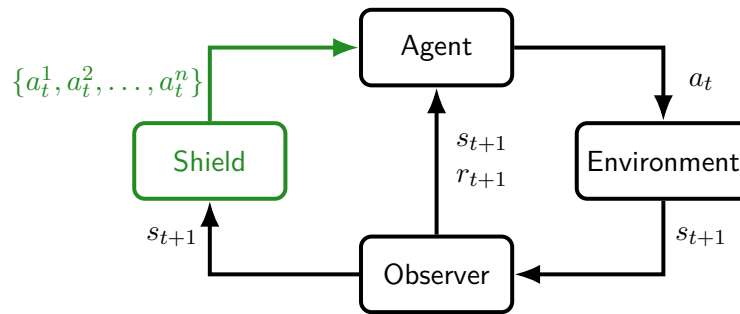 Agent
{a_t^1, a_t^2, . . . , a_t^n}
a_t
s_{t+1}
r_{t+1}
Shield
Environment
s_{t+1}
s_{t+1}
Observer